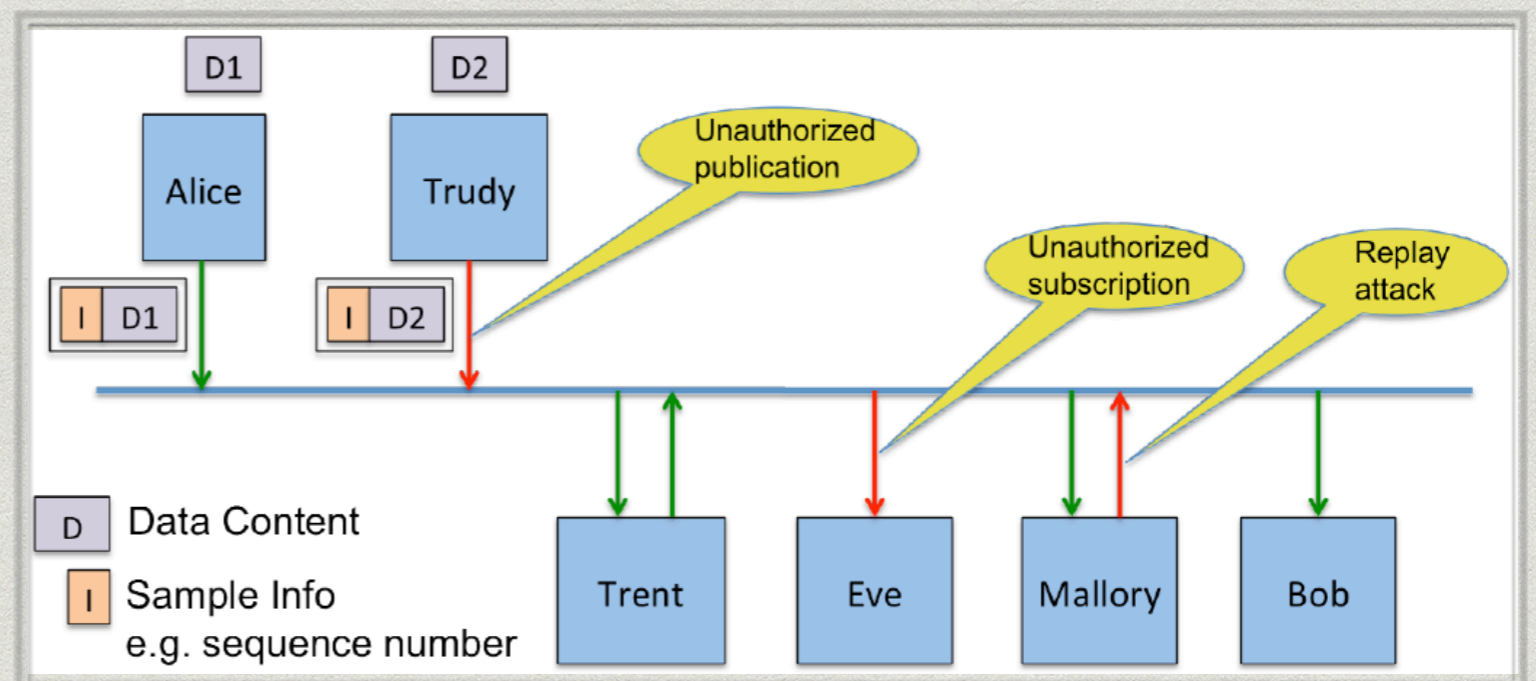 D1
D2
Alice
Trudy
Unauthorized
publication
Unauthorized
subscription
Replay
attack
I D1
I D2
D Data Content
I Sample Info
e.g. sequence number
Trent
Eve
Mallory
Bob